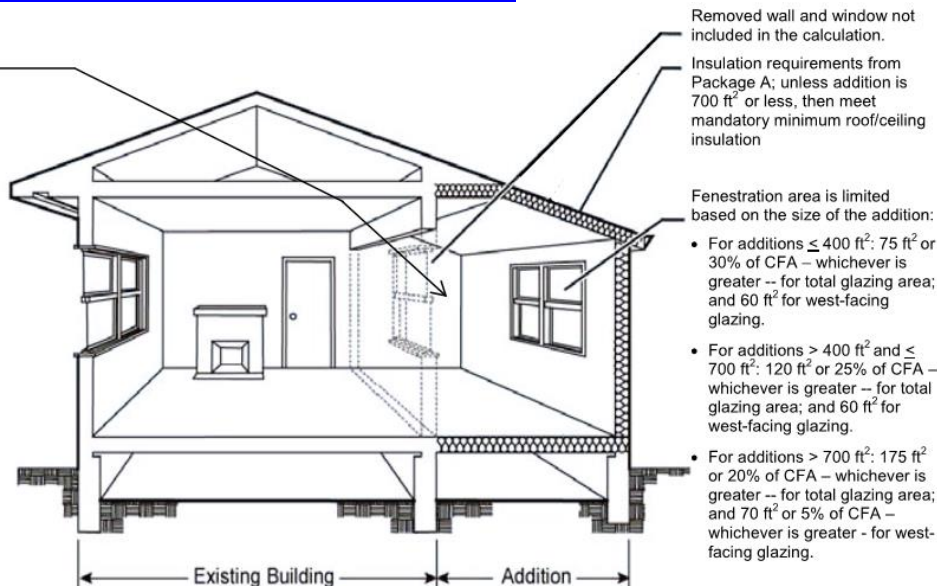 Removed wall and window not
included in the calculation.
Insulation requirements from
Package A; unless addition is
700 ft² or less, then meet
mandatory minimum roof/ceiling
insulation
Fenestration area is limited
based on the size of the addition:
• For additions ≤ 400 ft²: 75 ft² or
30% of CFA – whichever is
greater -- for total glazing area;
and 60 ft² for west-facing
glazing.
• For additions > 400 ft² and ≤
700 ft²: 120 ft² or 25% of CFA –
whichever is greater -- for total
glazing area; and 60 ft² for
west-facing glazing.
• For additions > 700 ft²: 175 ft²
or 20% of CFA – whichever is
greater -- for total glazing area;
and 70 ft² or 5% of CFA –
whichever is greater - for west-
facing glazing.
Existing Building
Addition